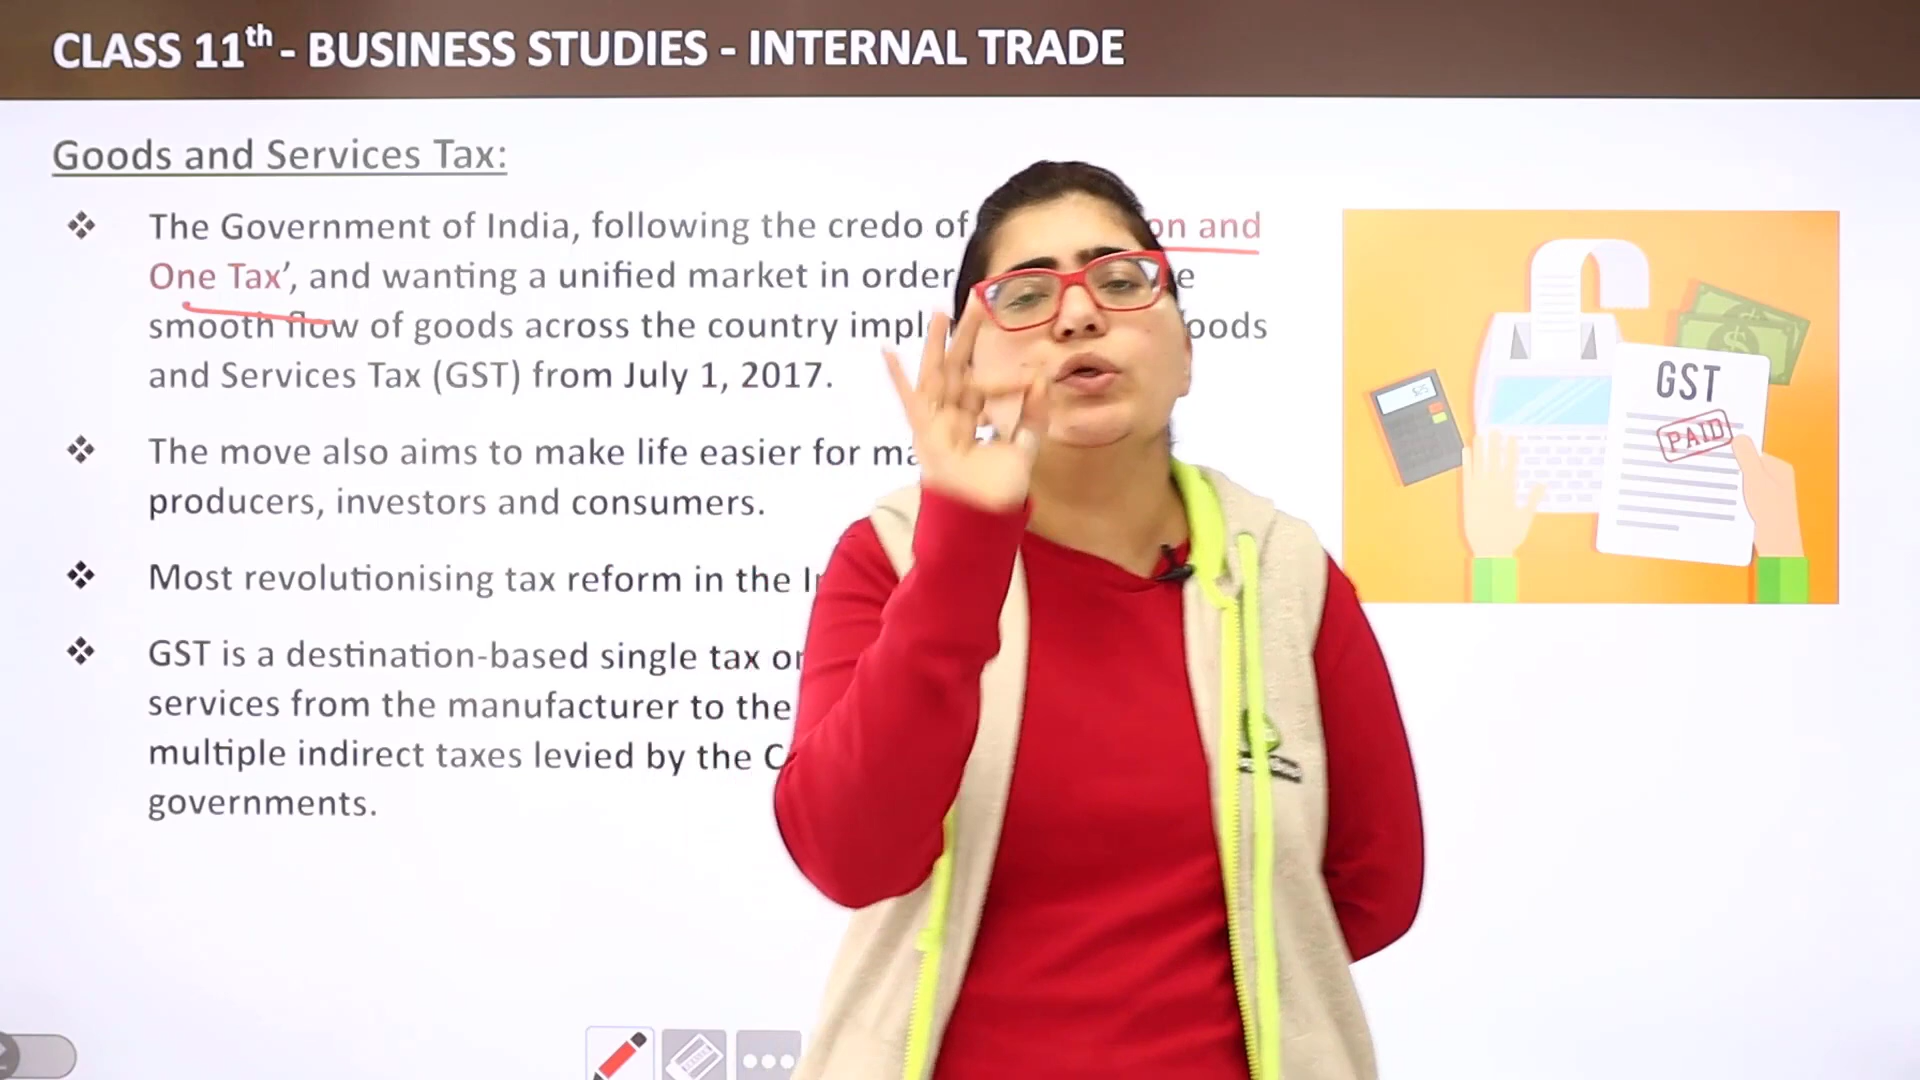 CLASS 11th - BUSINESS STUDIES - INTERNAL TRADE
Goods and Services Tax:
❖ The Government of India, following the credo of on and
One Tax’, and wanting a unified market in order
smooth flow of goods across the country
and Services Tax (GST) from July 1, 2017.
❖ The move also aims to make life easier for
producers, investors and consumers.
❖ Most revolutionising tax reform in the
❖ GST is a destination-based single tax
services from the manufacturer to the
multiple indirect taxes levied by the
governments.
GST
PAID